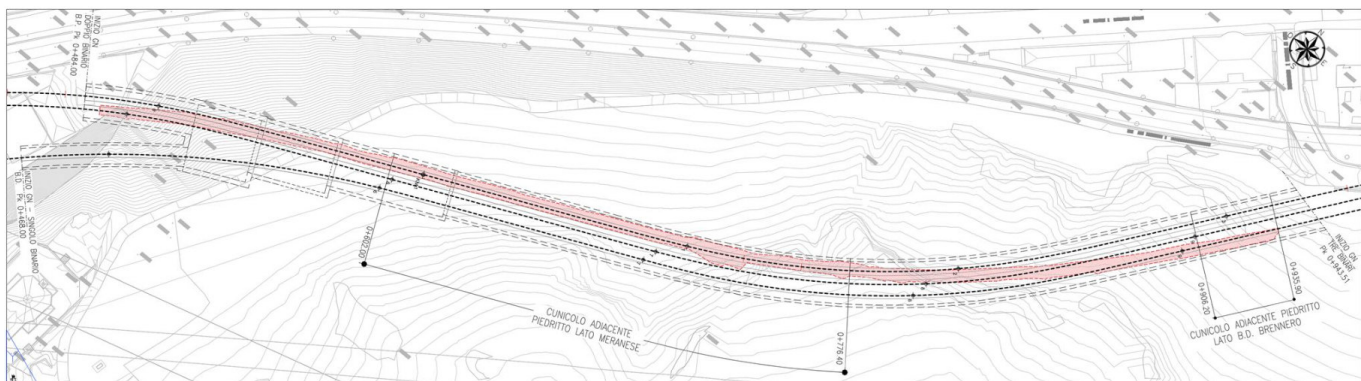 INIZIO GN
DOPPIO BINARIO
B.P. Pk 0+484.00
INIZIO GN - SINGOLO BINARIO
B.D. Pk 0+468.00
0+602.00
CUNICOLO ADIACENTE
PIEDRITTO LATO MERANESE
0+776.40
0+906.20
0+935.90
CUNICOLO ADIACENTE PIEDRITTO
LATO B.D. BRENNERO
INIZIO GN
TRE BINARI
Pk 0+943.51
N
E
S
O